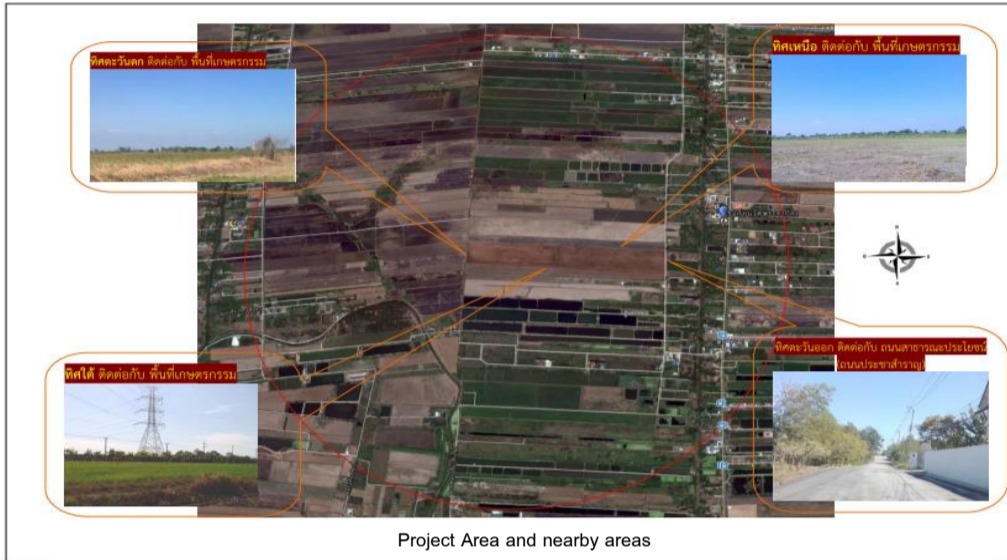 ทิศตะวันตก ติดต่อกับ พื้นที่เกษตรกรรม
ทิศเหนือ ติดต่อกับ พื้นที่เกษตรกรรม
ทิศใต้ ติดต่อกับ พื้นที่เกษตรกรรม
ทิศตะวันออก ติดต่อกับ ถนนสาธารณะประโยชน์
(ถนนประชาสำราญ)
Project Area and nearby areas